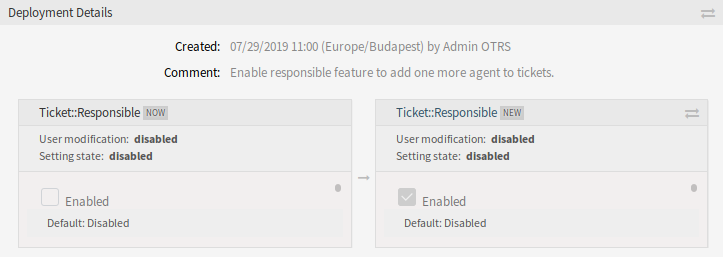 Deployment Details
Created: 07/29/2019 11:00 (Europe/Budapest) by Admin OTRS
Comment: Enable responsible feature to add one more agent to tickets.
Ticket::Responsible NOW
User modification: disabled
Setting state: disabled
Enabled
Default: Disabled
Ticket::Responsible NEW
User modification: disabled
Setting state: disabled
Enabled
Default: Disabled